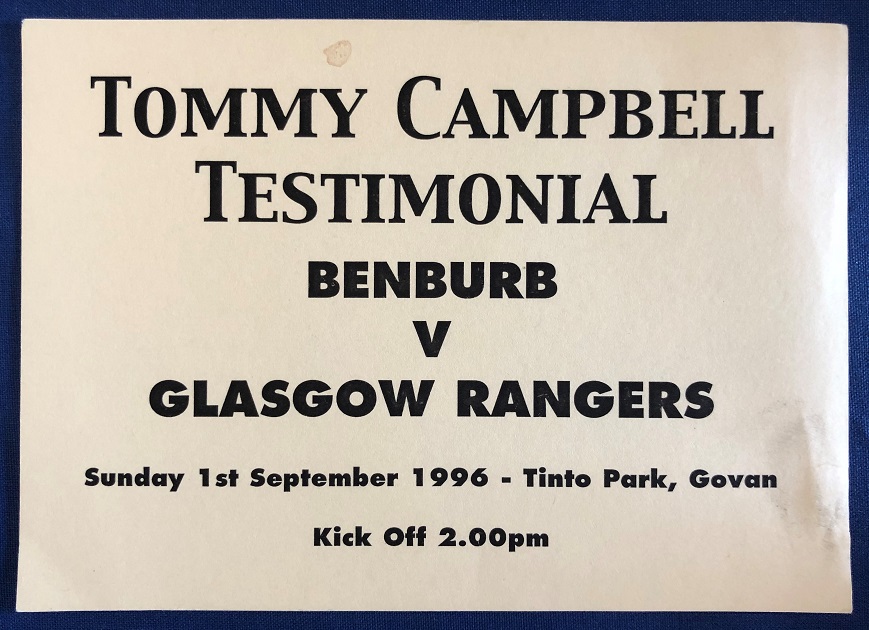 TOMMY CAMPBELL
TESTIMONIAL
BENBURB
V
GLASGOW RANGERS
Sunday 1st September 1996 - Tinto Park, Govan
Kick Off 2.00pm